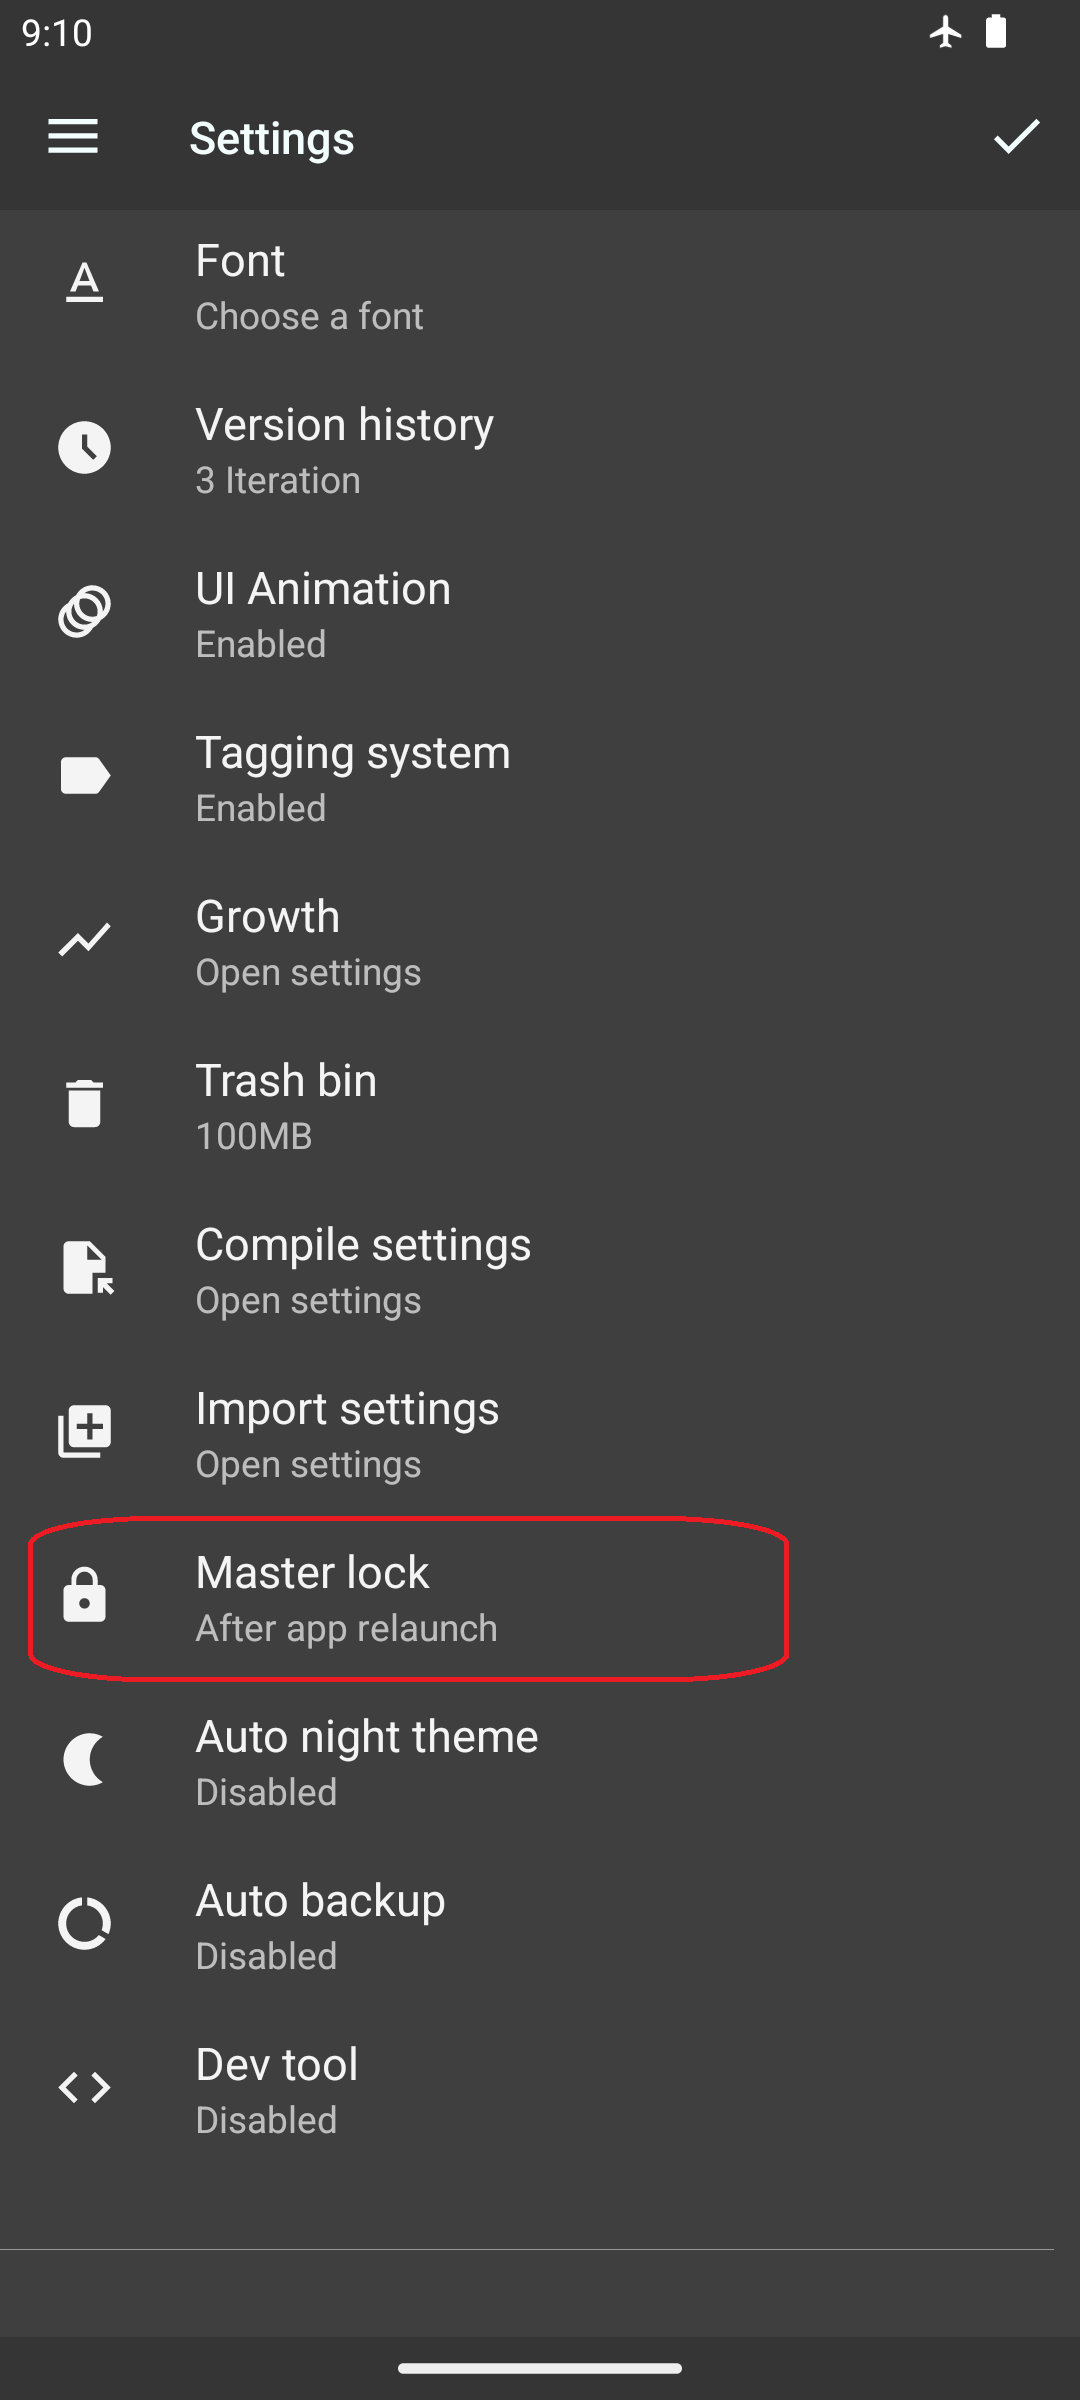 9:10
Settings
Font
Choose a font
Version history
3 Iteration
UI Animation
Enabled
Tagging system
Enabled
Growth
Open settings
Trash bin
100MB
Compile settings
Open settings
Import settings
Open settings
Master lock
After app relaunch
Auto night theme
Disabled
Auto backup
Disabled
Dev tool
Disabled